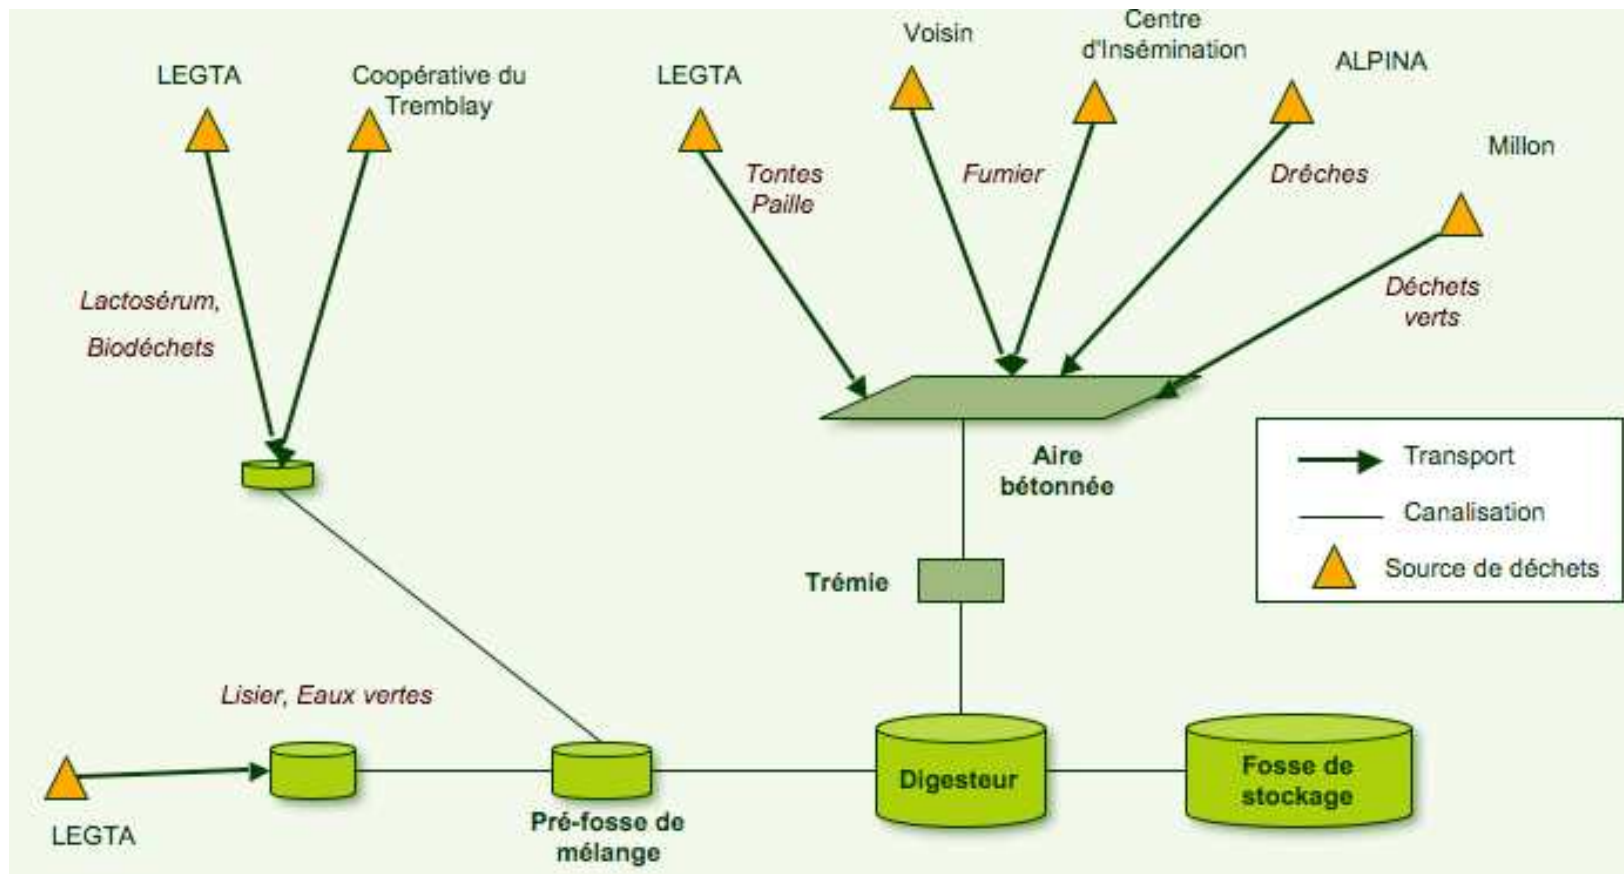 LEGTA
Coopérative du
Tremblay
LEGTA
Voisin
Centre
d'Insémination
ALPINA
Millon
Tontes
Paille
Fumier
Drêches
Déchets
verts
Lactosérum,
Biodéchets
Aire
bétonnée
Transport
Canalisation
Source de déchets
Trémie
Lisier, Eaux vertes
LEGTA
Pré-fosse de
mélange
Digesteur
Fosse de
stockage